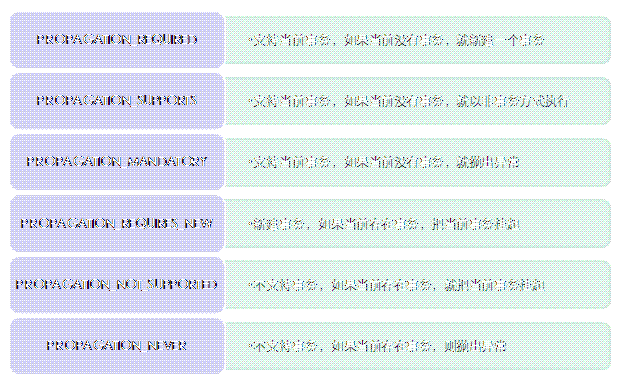 PROPAGATION_REQUIRED
•支持当前事务，如果当前没有事务，就新建一个事务
PROPAGATION_SUPPORTS
•支持当前事务，如果当前没有事务，就以非事务方式执行
PROPAGATION_MANDATORY
•支持当前事务，如果当前没有事务，就抛出异常
PROPAGATION_REQUIRES_NEW
•新建事务，如果当前存在事务，把当前事务挂起
PROPAGATION_NOT_SUPPORTED
•不支持事务，如果当前存在事务，就把当前事务挂起
PROPAGATION_NEVER
•不支持事务，如果当前存在事务，则抛出异常